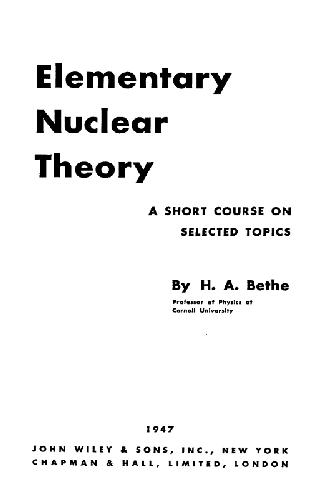 Elementary
Nuclear
Theory
A SHORT COURSE ON
SELECTED TOPICS
By H. A. Bethe
Professor of Physics at
Cornell University
1947
JOHN WILEY & SONS, INC., NEW YORK
CHAPMAN & HALL, LIMITED, LONDON